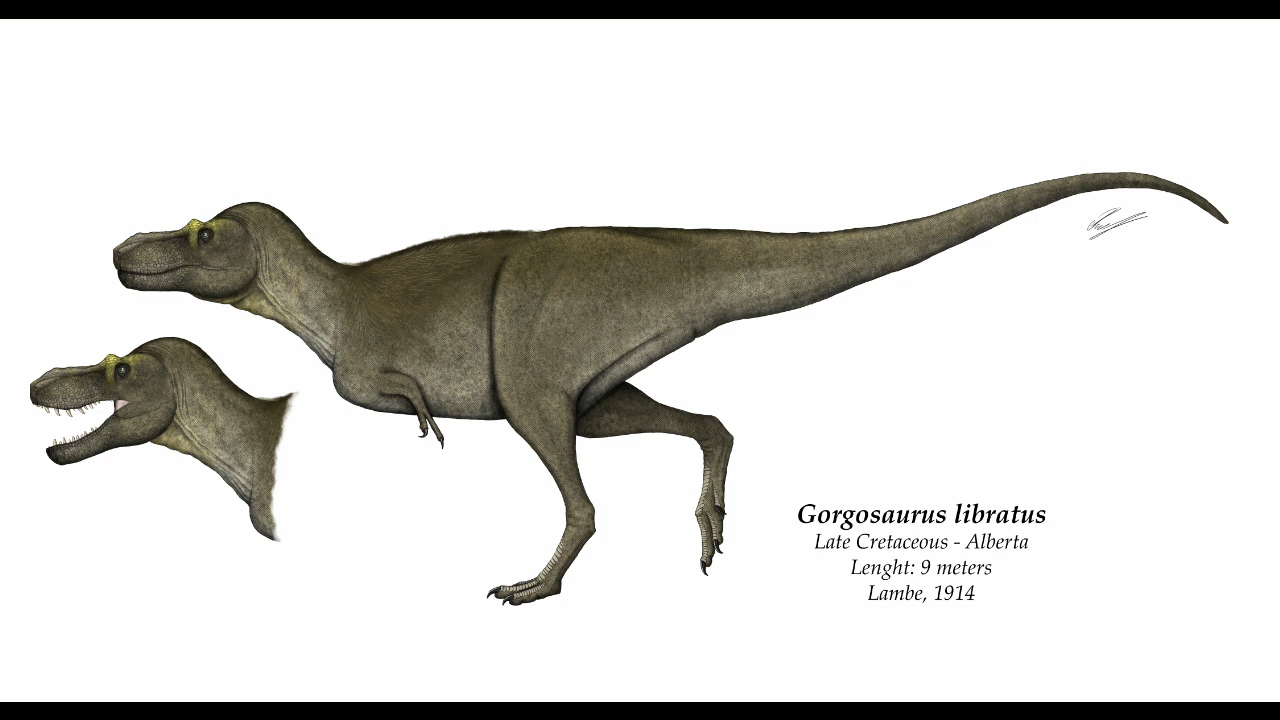 Gorgosaurus libratus
Late Cretaceous - Alberta
Lenght: 9 meters
Lambe, 1914